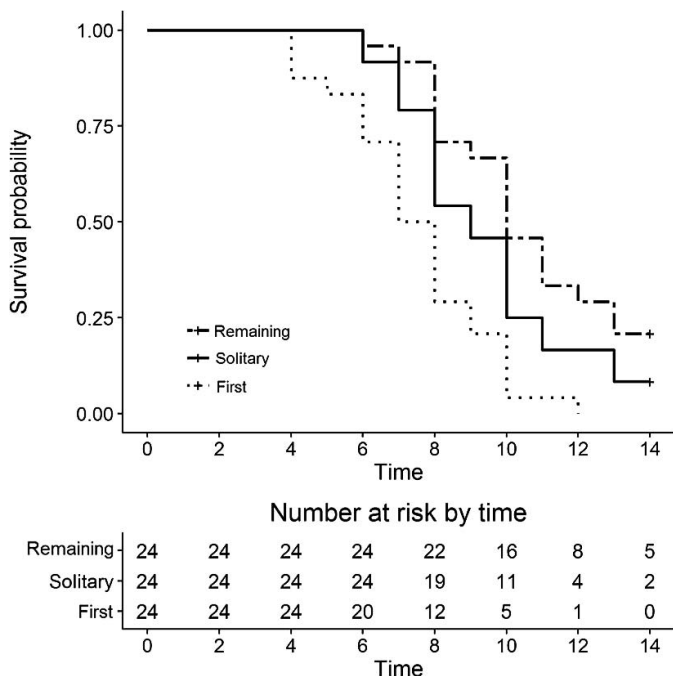 Survival probability
1.00
0.75
0.50
0.25
0.00
Remaining
Solitary
First
0 2 4 6 8 10 12 14
Time
Number at risk by time
Remaining 24 24 24 24 22 16 8 5
Solitary 24 24 24 24 19 11 4 2
First 24 24 24 20 12 5 1 0
0 2 4 6 8 10 12 14
Time